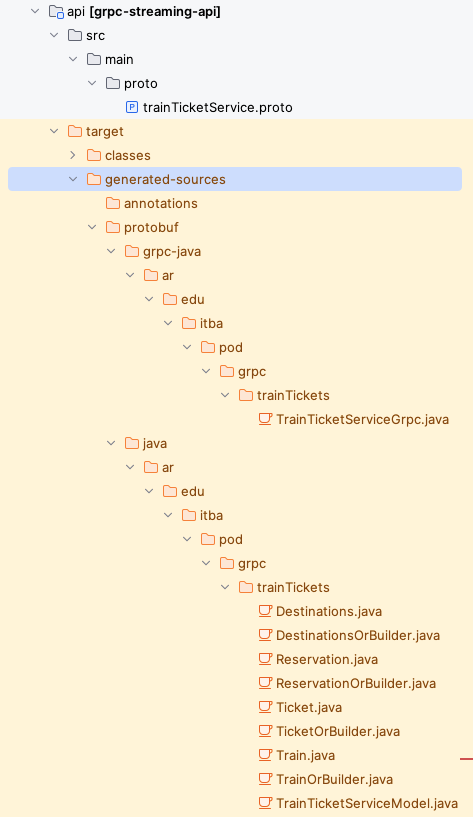 api [grpc-streaming-api]
src
main
proto
trainTicketService.proto
target
classes
generated-sources
annotations
protobuf
grpc-java
ar
edu
itba
pod
grpc
trainTickets
TrainTicketServiceGrpc.java
java
ar
edu
itba
pod
grpc
trainTickets
Destinations.java
DestinationsOrBuilder.java
Reservation.java
ReservationOrBuilder.java
Ticket.java
TicketOrBuilder.java
Train.java
TrainOrBuilder.java
TrainTicketServiceModel.java